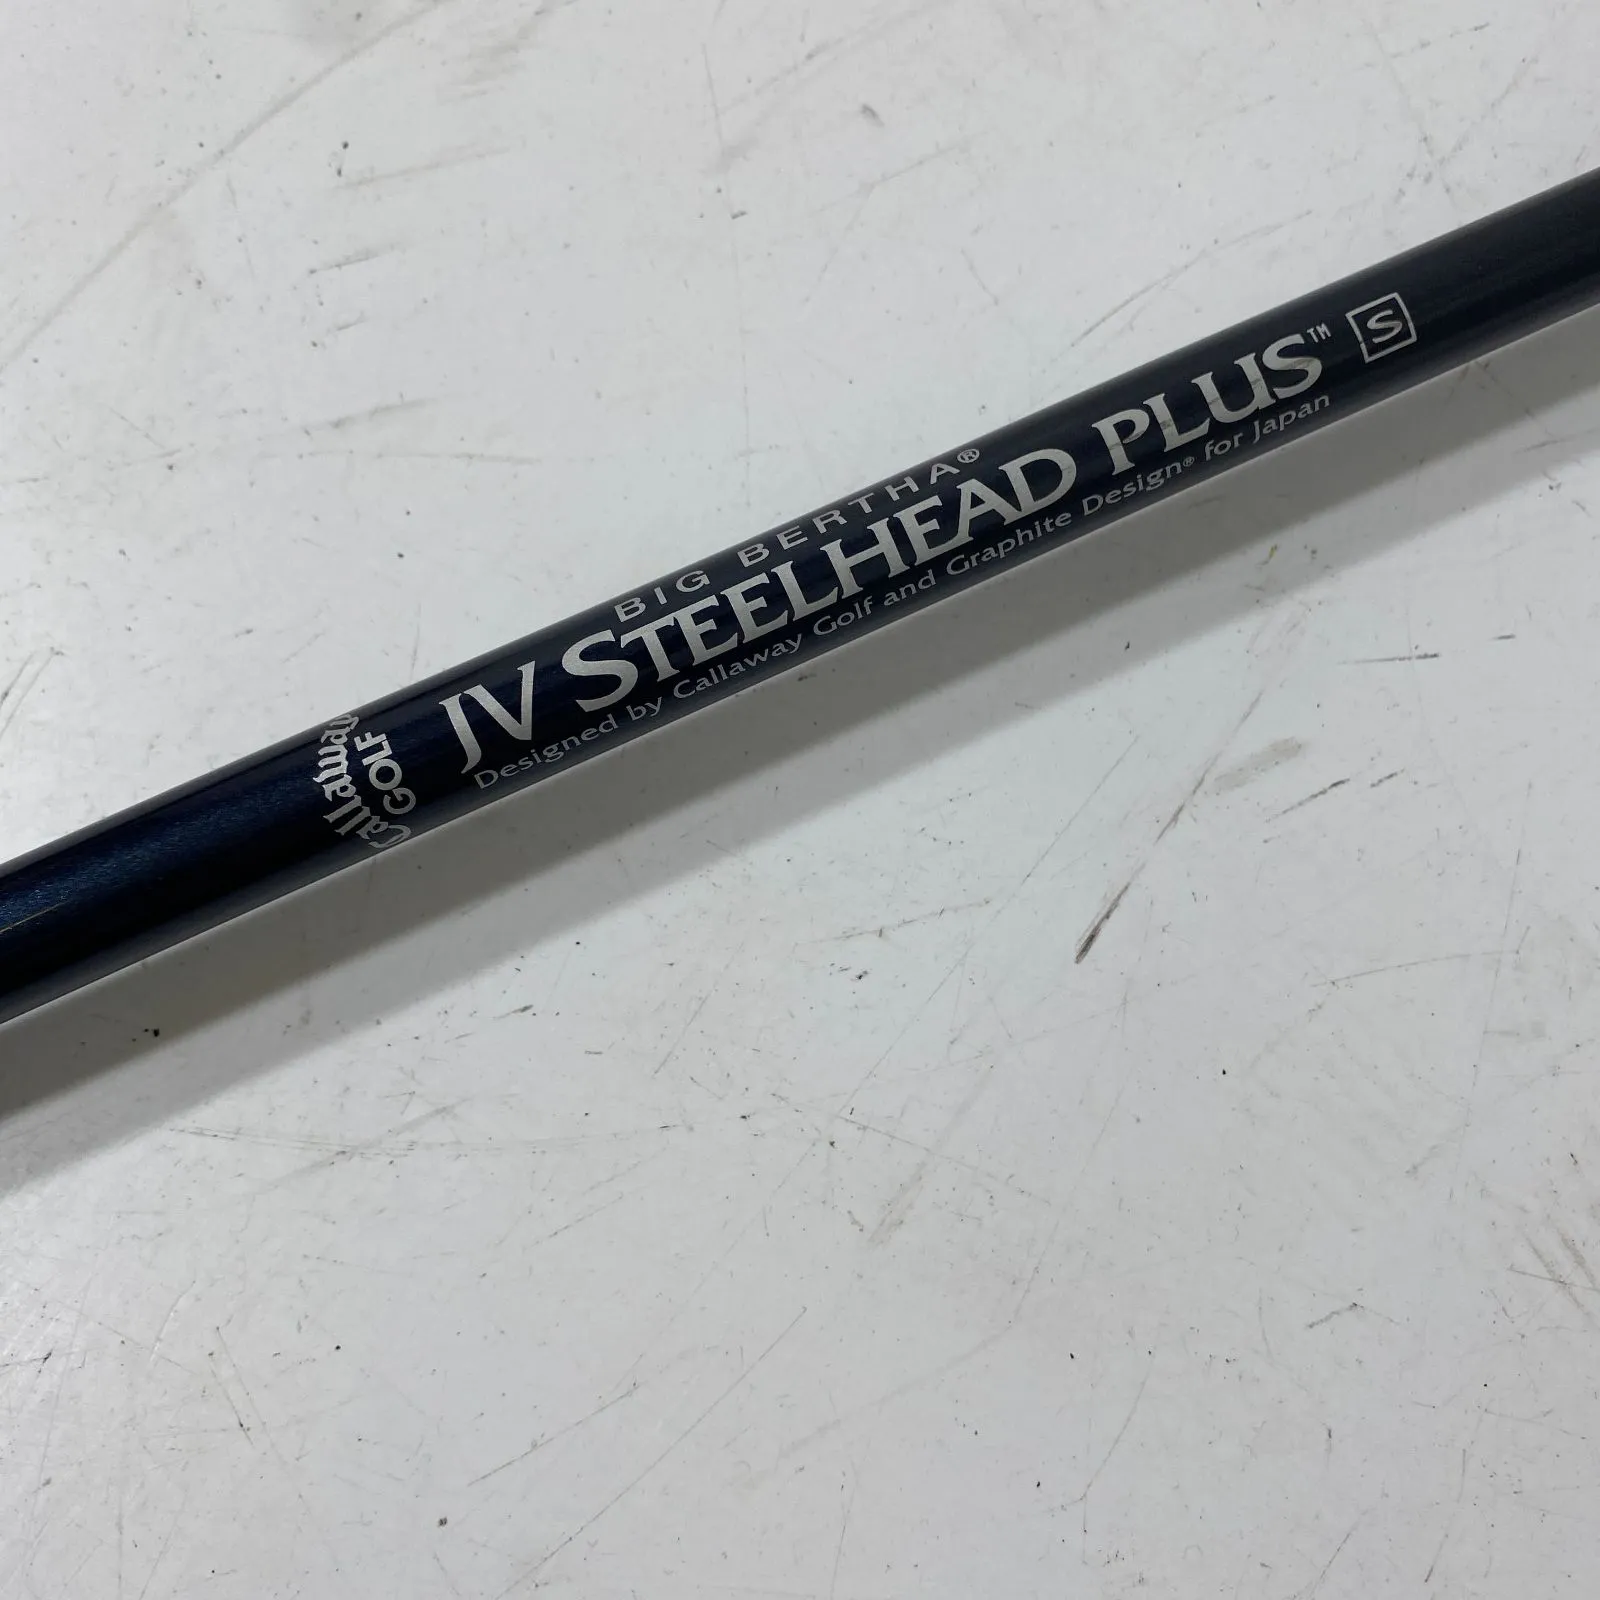 Callaway
GOLF
BIG BERTHA®
JV STEELHEAD PLUS™ S
Designed by Callaway Golf and Graphite Design® for Japan